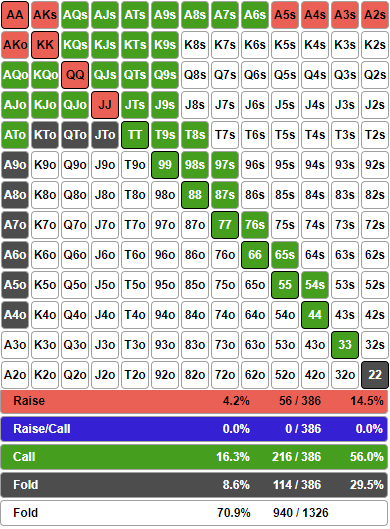 AA AKs AQs AJs ATs A9s A8s A7s A6s A5s A4s A3s A2s
AKo KK KQs KJs KTs K9s K8s K7s K6s K5s K4s K3s K2s
AQo KQo QQ QJs QTs Q9s Q8s Q7s Q6s Q5s Q4s Q3s Q2s
AJo KJo QJo JJ JTs J9s J8s J7s J6s J5s J4s J3s J2s
ATo KTo QTo JTo TT T9s T8s T7s T6s T5s T4s T3s T2s
A9o K9o Q9o J9o T9o 99 98s 97s 96s 95s 94s 93s 92s
A8o K8o Q8o J8o T8o 98o 88 87s 86s 85s 84s 83s 82s
A7o K7o Q7o J7o T7o 97o 87o 77 76s 75s 74s 73s 72s
A6o K6o Q6o J6o T6o 96o 86o 76o 66 65s 64s 63s 62s
A5o K5o Q5o J5o T5o 95o 85o 75o 65o 55 54s 53s 52s
A4o K4o Q4o J4o T4o 94o 84o 74o 64o 54o 44 43s 42s
A3o K3o Q3o J3o T3o 93o 83o 73o 63o 53o 43o 33 32s
A2o K2o Q2o J2o T2o 92o 82o 72o 62o 52o 42o 32o 22
Raise 4.2% 56 / 386 14.5%
Raise/Call 0.0% 0 / 386 0.0%
Call 16.3% 216 / 386 56.0%
Fold 8.6% 114 / 386 29.5%
Fold 70.9% 940 / 1326